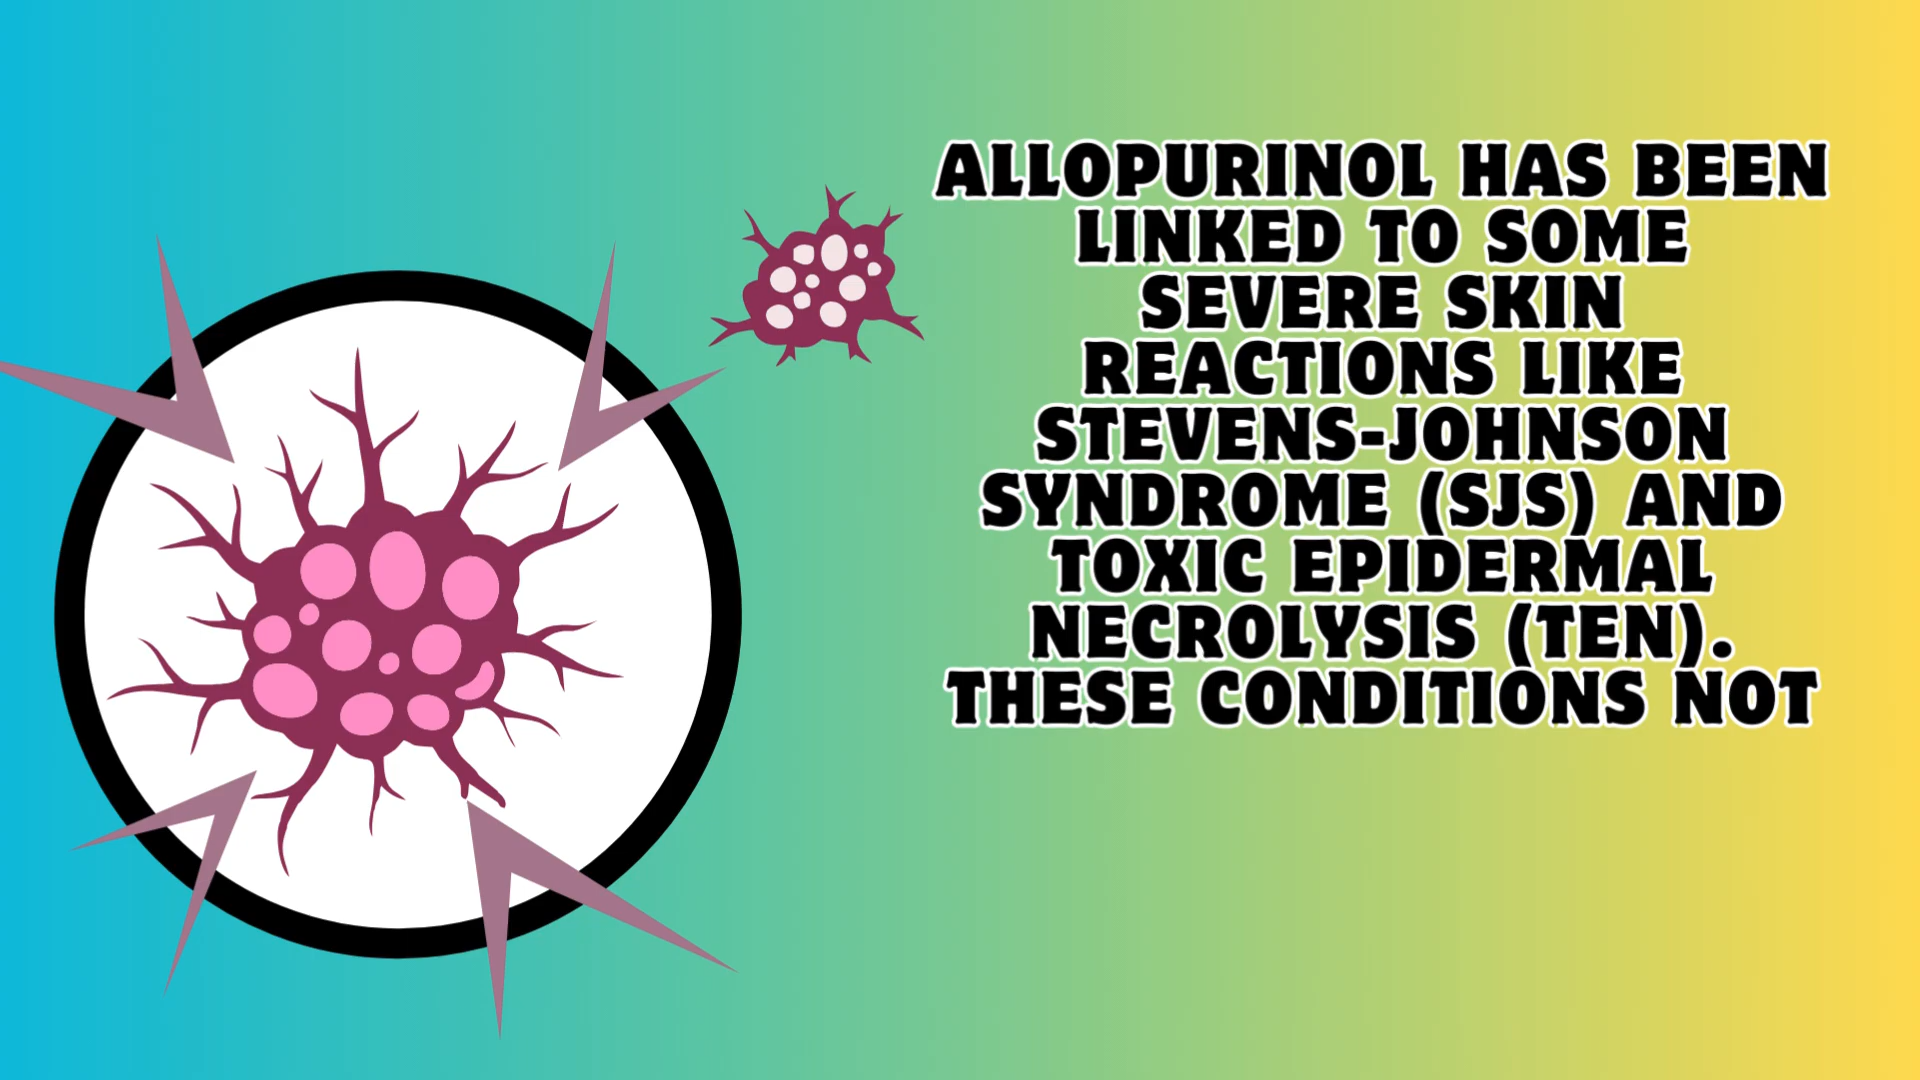 ALLOPURINOL HAS BEEN
LINKED TO SOME
SEVERE SKIN
REACTIONS LIKE
STEVENS-JOHNSON
SYNDROME (SJS) AND
TOXIC EPIDERMAL
NECROLYSIS (TEN).
THESE CONDITIONS NOT